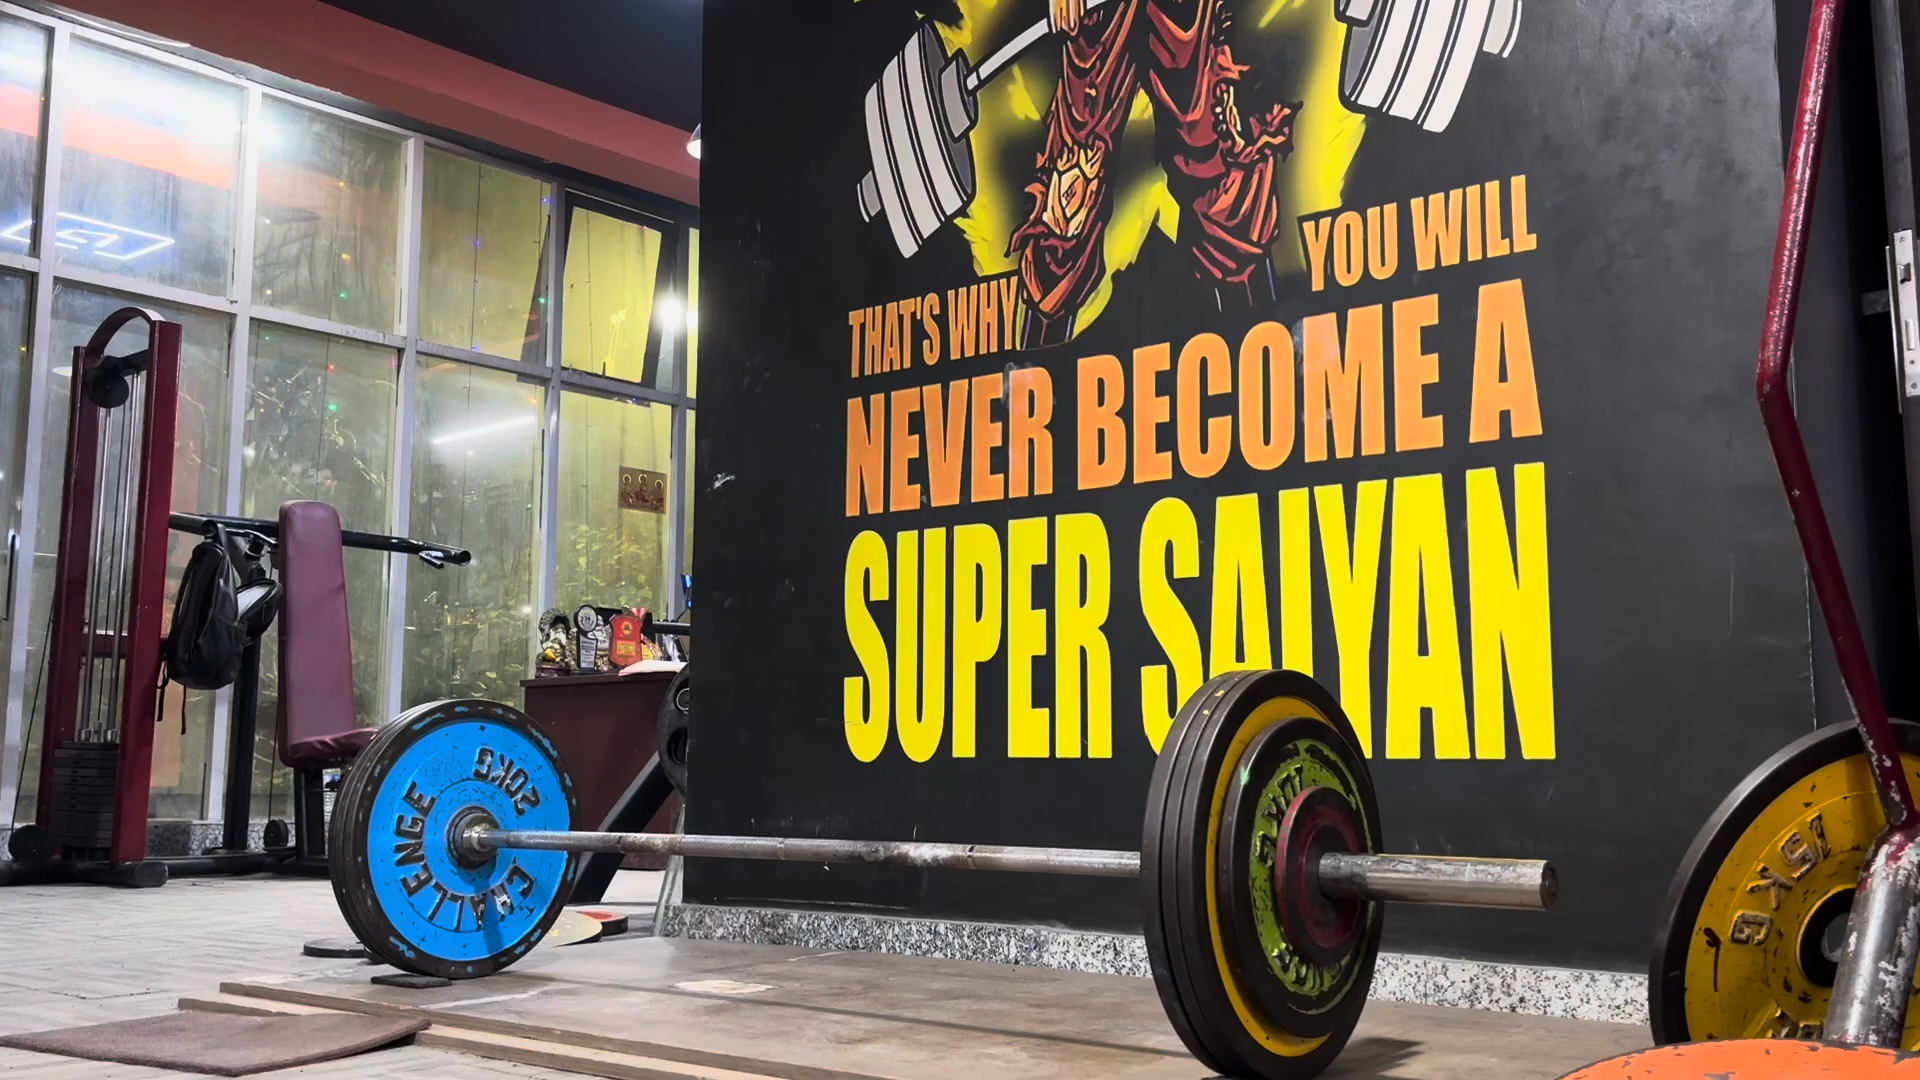 THAT'S WHY YOU WILL
NEVER BECOME A
SUPER SAIYAN
20KG
CHALLENGE
15KG